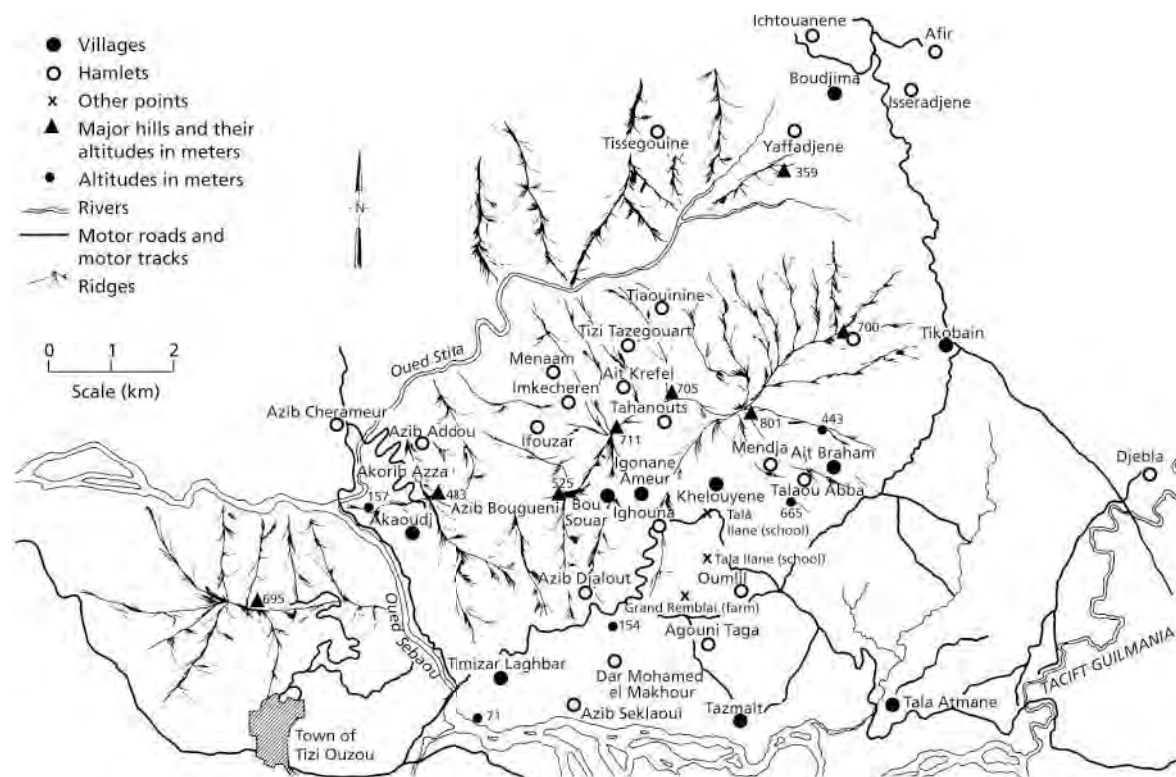 Villages
Hamlets
Other points
Major hills and their
altitudes in meters
Altitudes in meters
Rivers
Motor roads and
motor tracks
Ridges
N
0 1 2
Scale (km)
Ichtouanene
Afir
Boudjima
Isseradjene
Tissegouine
Yaffadjene
359
Tiaouinine
700
Tizi Tazegouart
Tikobain
Oued Stita
Menaam
Ait Krefel
Imkecheren
705
Azib Cherameur
Tahanouts
801
443
Azib Addou
Ifouzar
711
Mendja
Ait Braham
Djebla
Akorib Azza
Igonane
Ameur
525
483
Azib Bougueni
Bou
Souar
Ighouna
Khelouyene
Talaou Abba
157
665
Tala
Ilane (school)
Akaoudj
Tala Ilane (school)
Azib Djalout
Oumlil
695
Grand Remblai (farm)
154
Agouni Taga
Oued Sebaou
Timizar Laghbar
TACIFT GUILMANIA
Dar Mohamed
el Makhour
Tala Atmane
71
Azib Seklaoui
Tazmalt
Town of
Tizi Ouzou